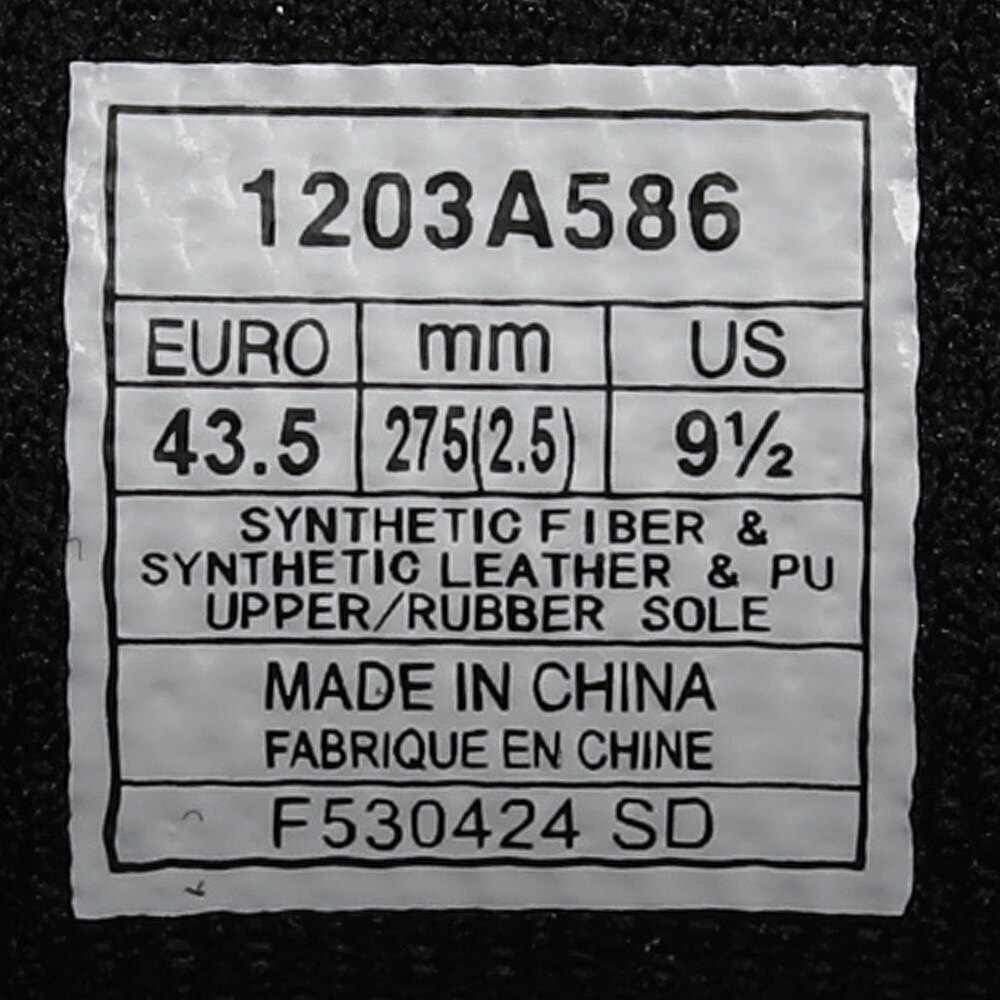 1203A586
EURO mm US
43.5 275(2.5) 9½
SYNTHETIC FIBER &
SYNTHETIC LEATHER & PU
UPPER/RUBBER SOLE
MADE IN CHINA
FABRIQUE EN CHINE
F530424 SD